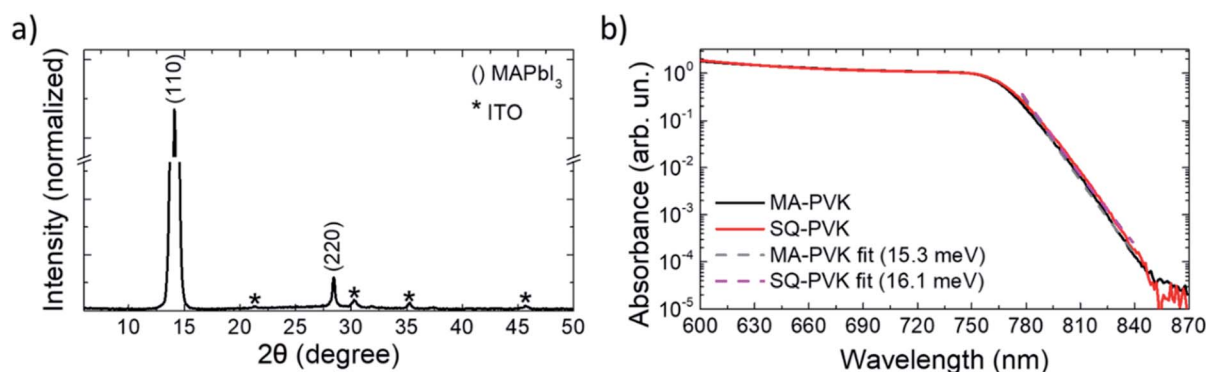 a)
Intensity (normalized)
(110)
(220)
() MAPbI₃
* ITO
*
*
*
*
10 15 20 25 30 35 40 45 50
2θ (degree)
b)
Absorbance (arb. un.)
10⁰
10⁻¹
10⁻²
10⁻³
10⁻⁴
10⁻⁵
MA-PVK
SQ-PVK
MA-PVK fit (15.3 meV)
SQ-PVK fit (16.1 meV)
600 630 660 690 720 750 780 810 840 870
Wavelength (nm)